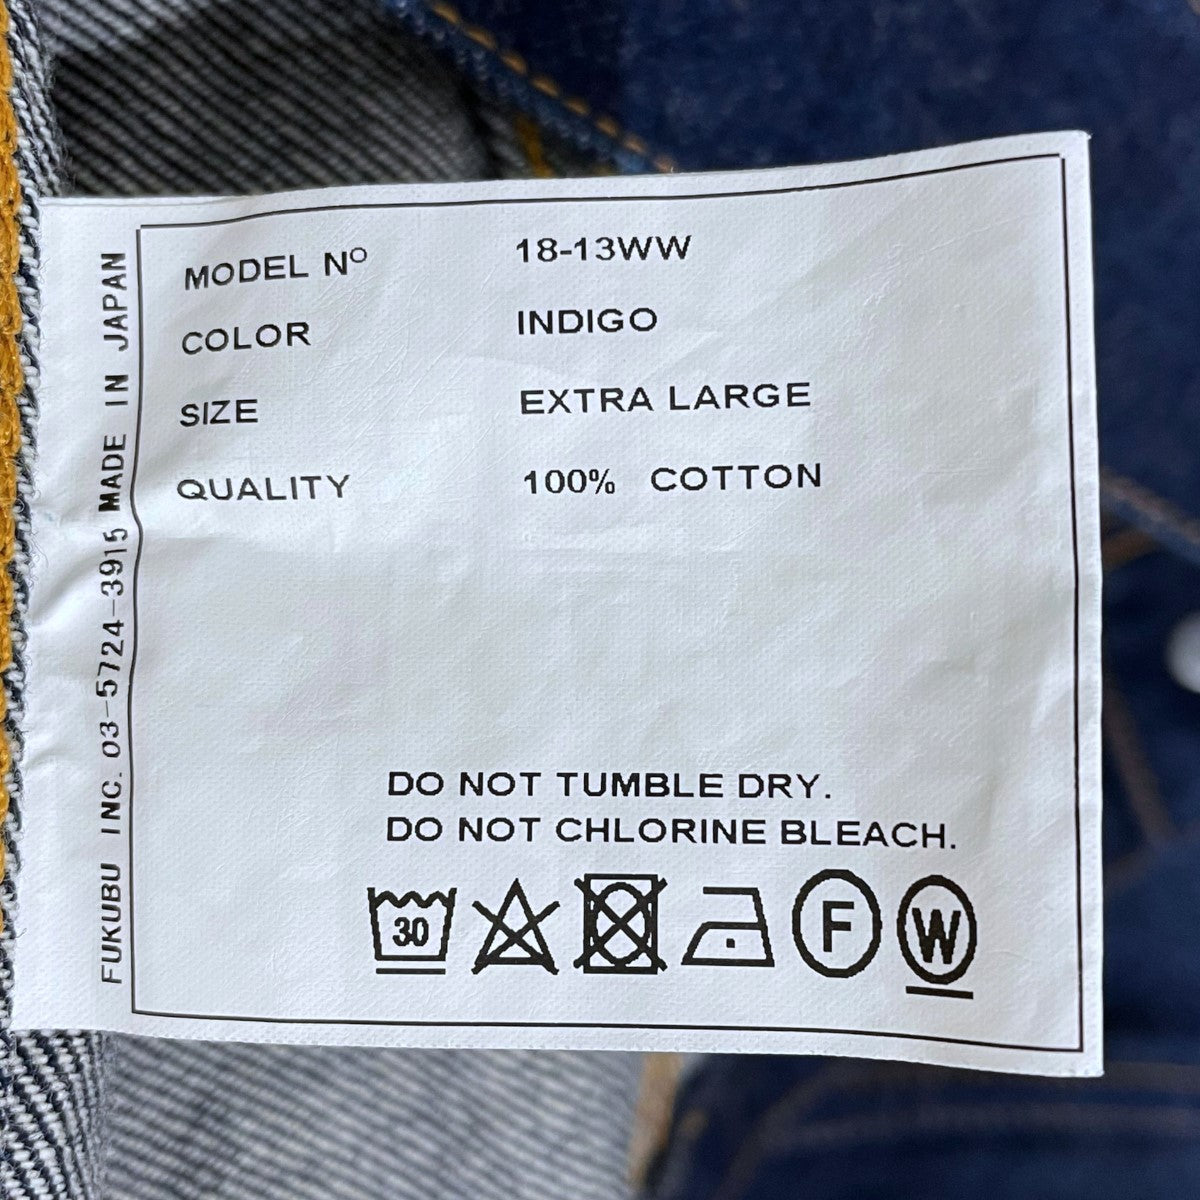 MODEL Nº 18-13WW
COLOR INDIGO
SIZE EXTRA LARGE
QUALITY 100% COTTON
DO NOT TUMBLE DRY.
DO NOT CHLORINE BLEACH.
30 F W
FUKUBU INC. 03-5724-3915 MADE IN JAPAN